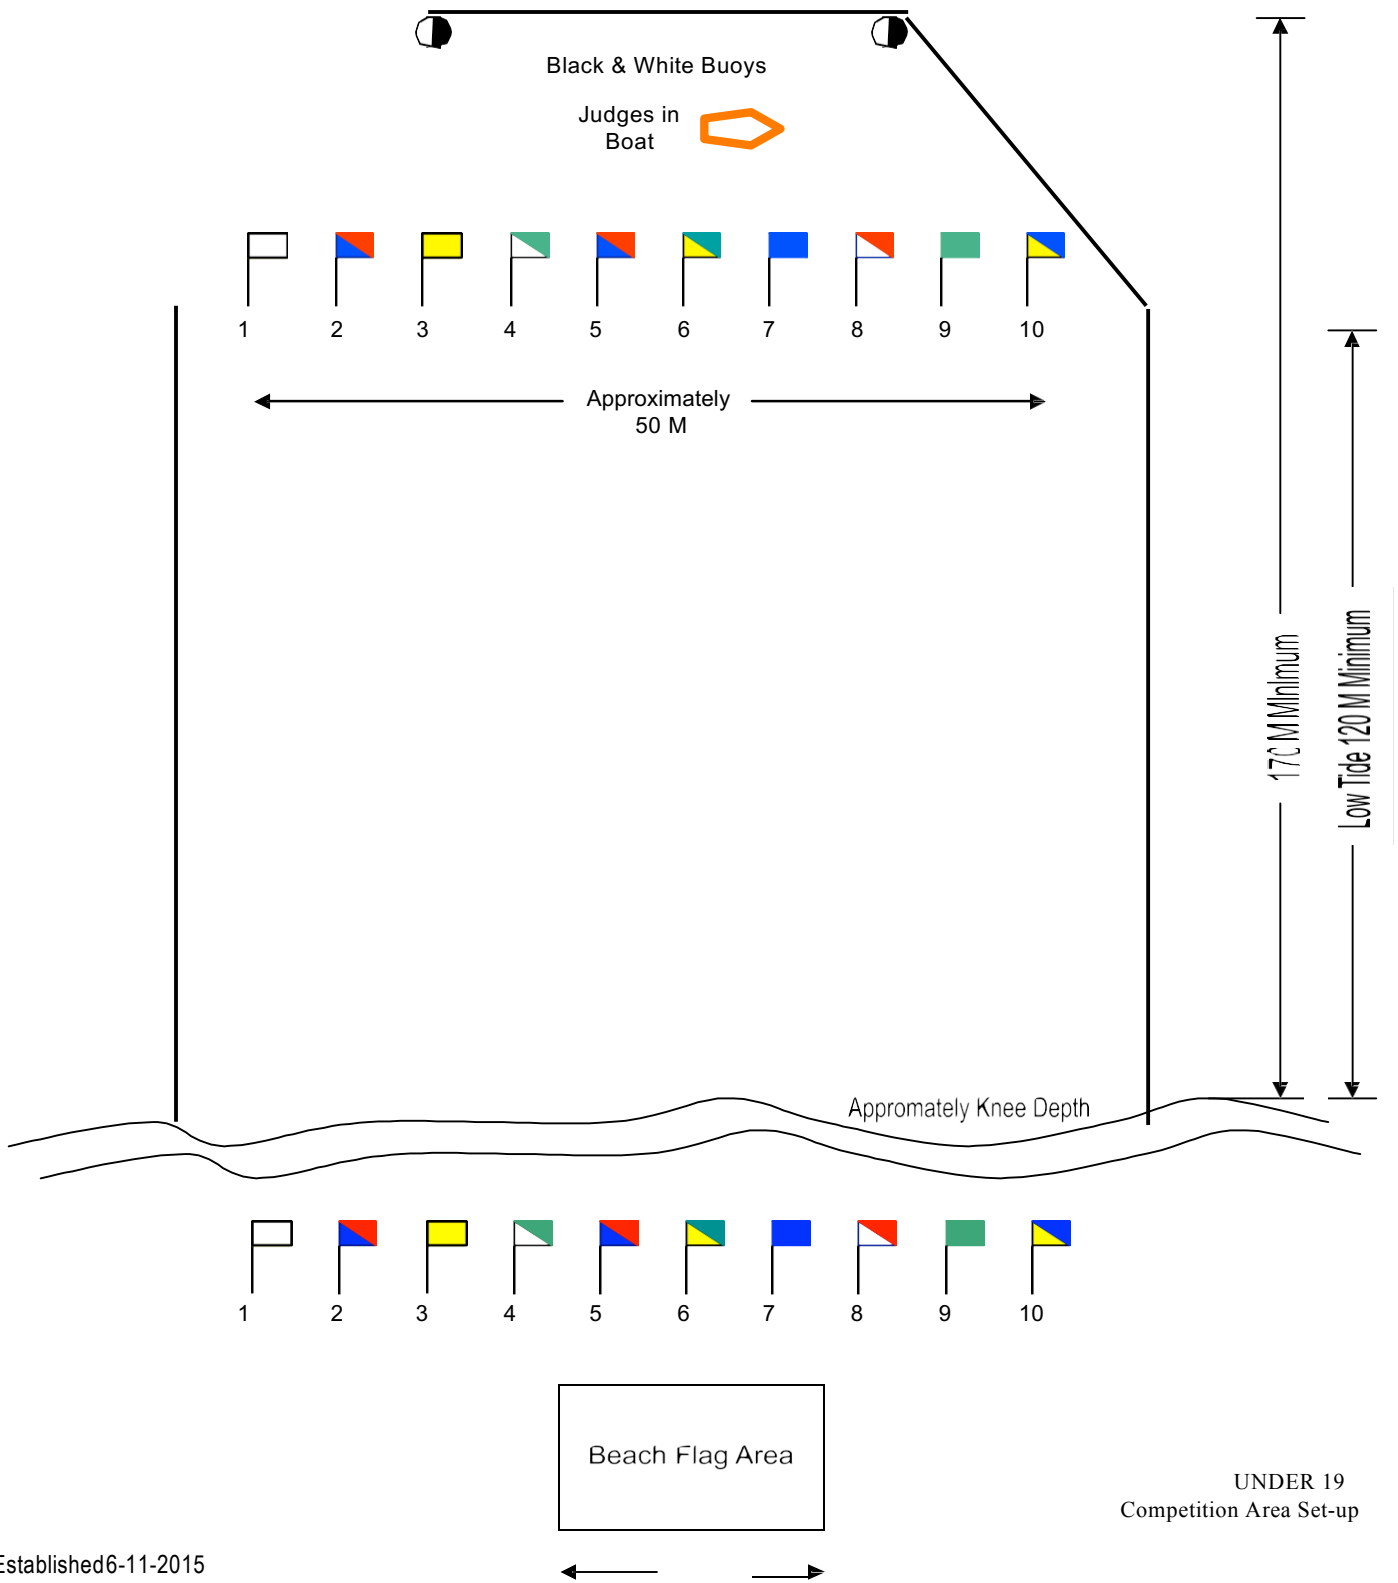 Black & White Buoys
Judges in
Boat
1 2 3 4 5 6 7 8 9 10
Approximately
50 M
170 M MInImum
Low Tide 120 M Minimum
Appromately Knee Depth
1 2 3 4 5 6 7 8 9 10
Beach Flag Area
UNDER 19
Competition Area Set-up
Established6-11-2015